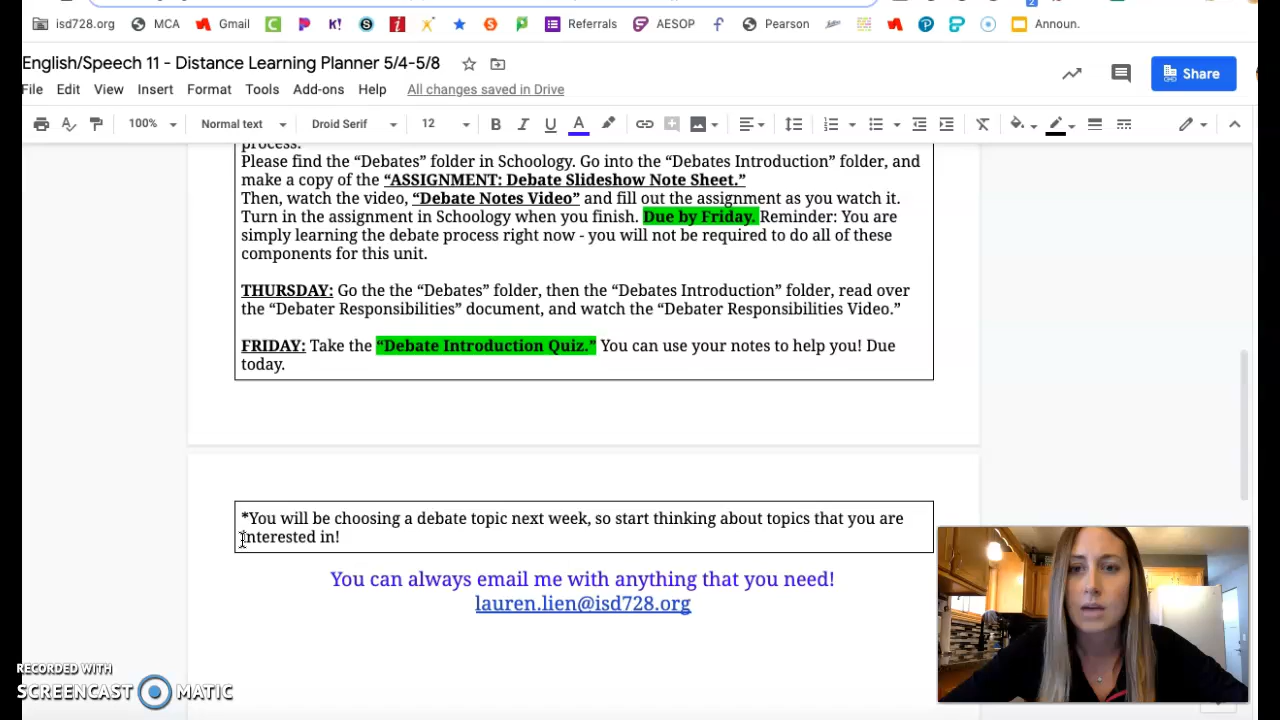 isd728.org MCA Gmail K! Referrals AESOP Pearson Announ.
English/Speech 11 - Distance Learning Planner 5/4-5/8
Share
File Edit View Insert Format Tools Add-ons Help All changes saved in Drive
100% Normal text Droid Serif 12 B I U A
process.
Please find the “Debates” folder in Schoology. Go into the “Debates Introduction” folder, and
make a copy of the “ASSIGNMENT: Debate Slideshow Note Sheet.”
Then, watch the video, “Debate Notes Video” and fill out the assignment as you watch it.
Turn in the assignment in Schoology when you finish. Due by Friday. Reminder: You are
simply learning the debate process right now - you will not be required to do all of these
components for this unit.
THURSDAY: Go the the “Debates” folder, then the “Debates Introduction” folder, read over
the “Debater Responsibilities” document, and watch the “Debater Responsibilities Video.”
FRIDAY: Take the “Debate Introduction Quiz.” You can use your notes to help you! Due
today.
*You will be choosing a debate topic next week, so start thinking about topics that you are
interested in!
You can always email me with anything that you need!
lauren.lien@isd728.org
RECORDED WITH
SCREENCAST MATIC